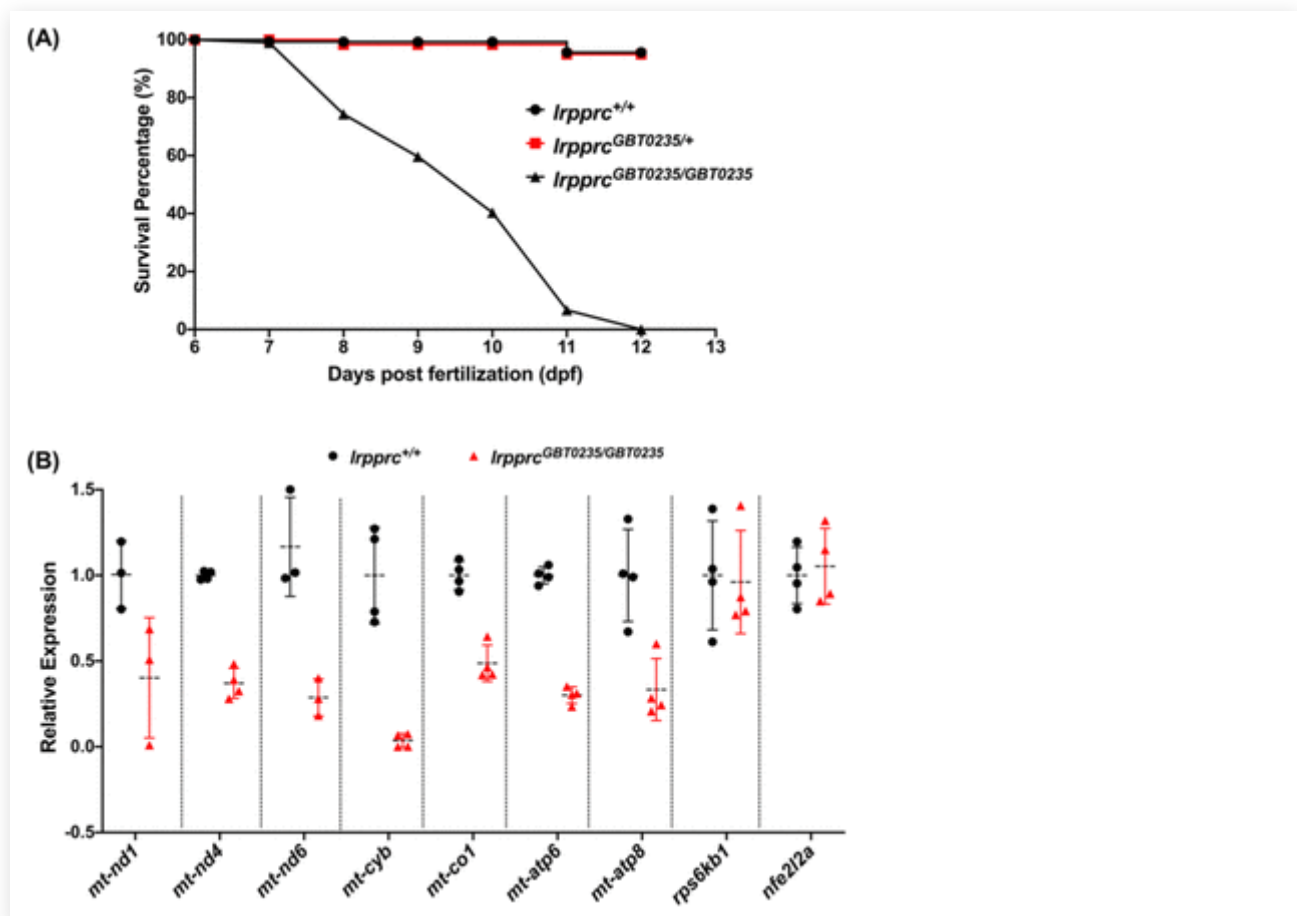 (A)
100
80
60
40
20
0
Survival Percentage (%)
lrpprc+/+
lrpprcGBT0235/+
lrpprcGBT0235/GBT0235
6 7 8 9 10 11 12 13
Days post fertilization (dpf)
(B)
lrpprc+/+ lrpprcGBT0235/GBT0235
1.5
1.0
0.5
0.0
-0.5
Relative Expression
mt-nd1 mt-nd4 mt-nd6 mt-cyb mt-co1 mt-atp6 mt-atp8 rps6kb1 nfe2l2a